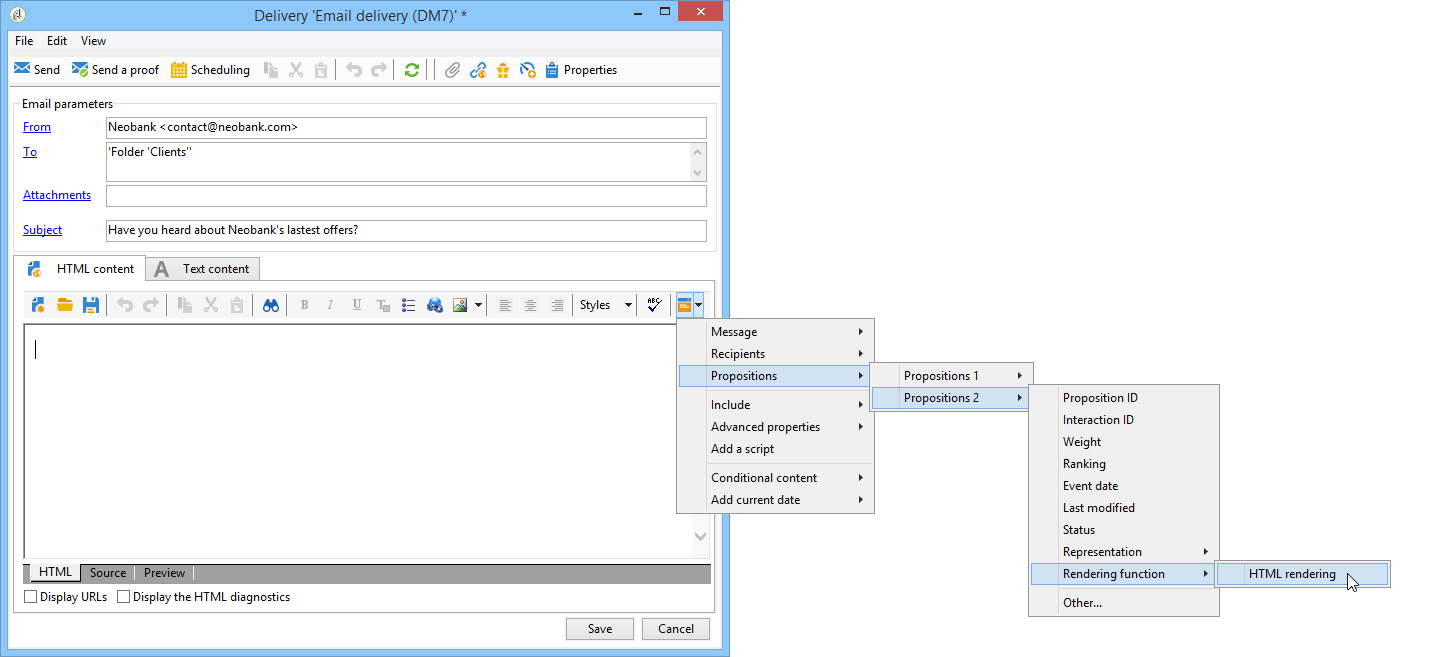 Delivery 'Email delivery (DM7)' *
File Edit View
Send Send a proof Scheduling Properties
Email parameters
From Neobank <contact@neobank.com>
To 'Folder 'Clients''
Attachments
Subject Have you heard about Neobank's lastest offers?
HTML content A Text content
B I U T Styles ABC
Message
Recipients
Propositions
Include
Advanced properties
Add a script
Conditional content
Add current date
Propositions 1
Propositions 2
Proposition ID
Interaction ID
Weight
Ranking
Event date
Last modified
Status
Representation
Rendering function
Other...
HTML rendering
HTML Source Preview
Display URLs Display the HTML diagnostics
Save Cancel